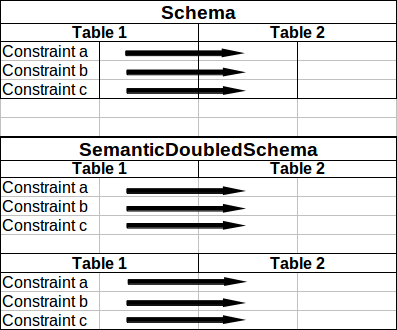 Schema
Table 1 Table 2
Constraint a
Constraint b
Constraint c
SemanticDoubledSchema
Table 1 Table 2
Constraint a
Constraint b
Constraint c
Table 1 Table 2
Constraint a
Constraint b
Constraint c